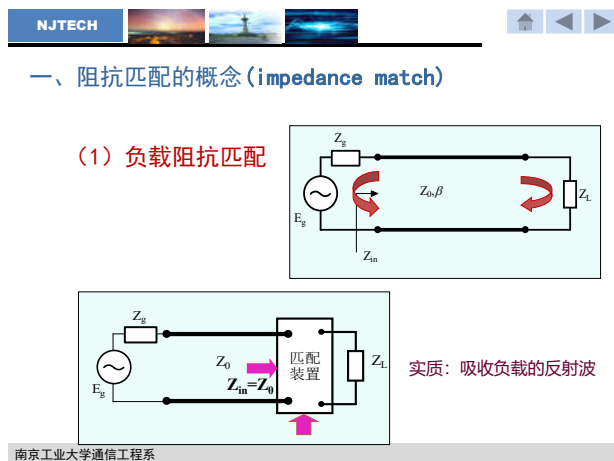 NJTECH
一、阻抗匹配的概念(impedance match)
（1）负载阻抗匹配
Zg
Z0,β
ZL
Eg
Zin
Zg
Z0
Zin=Z0
匹配
装置
ZL
Eg
实质：吸收负载的反射波
南京工业大学通信工程系